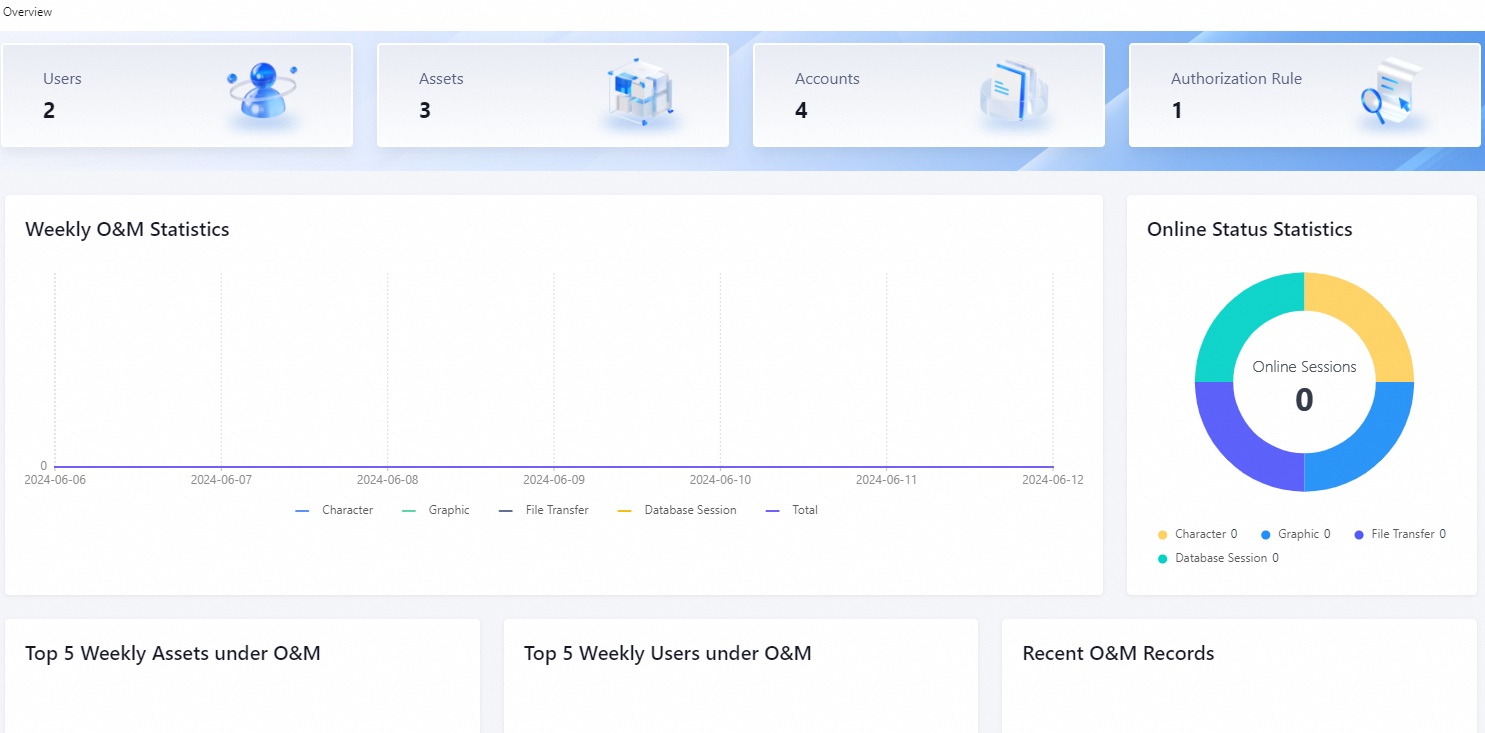 Overview
Users
2
Assets
3
Accounts
4
Authorization Rule
1
Weekly O&M Statistics
0
2024-06-06 2024-06-07 2024-06-08 2024-06-09 2024-06-10 2024-06-11 2024-06-12
Character Graphic File Transfer Database Session Total
Online Status Statistics
Online Sessions
0
Character 0 Graphic 0 File Transfer 0
Database Session 0
Top 5 Weekly Assets under O&M
Top 5 Weekly Users under O&M
Recent O&M Records